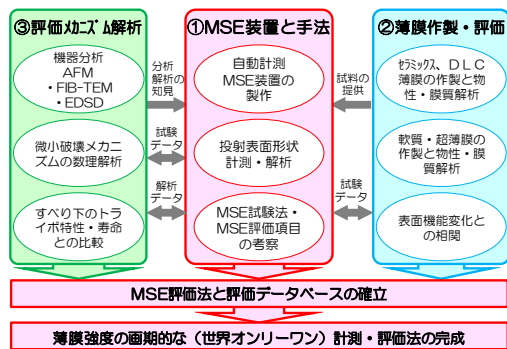 ③評価ﾒｶﾆｽﾞﾑ解析
機器分析
AFM
・FIB-TEM
・EDSD
微小破壊メカニ
ズムの数理解析
すべり下のトラ
イボ特性・寿命
との比較
分析
解析の
知見
試験
データ
解析
データ
①MSE装置と手法
自動計測
MSE装置の
製作
投射表面形状
計測・解析
MSE試験法・
MSE評価項目
の考察
試料の
提供
試験
データ
②薄膜作製・評価
ｾﾗﾐックス、ＤＬＣ
薄膜の作製と物
性・膜質解析
軟質・超薄膜の
作製と物性・膜
質解析
表面機能変化と
の相関
MSE評価法と評価データベースの確立
薄膜強度の画期的な（世界オンリーワン）計測・評価法の完成